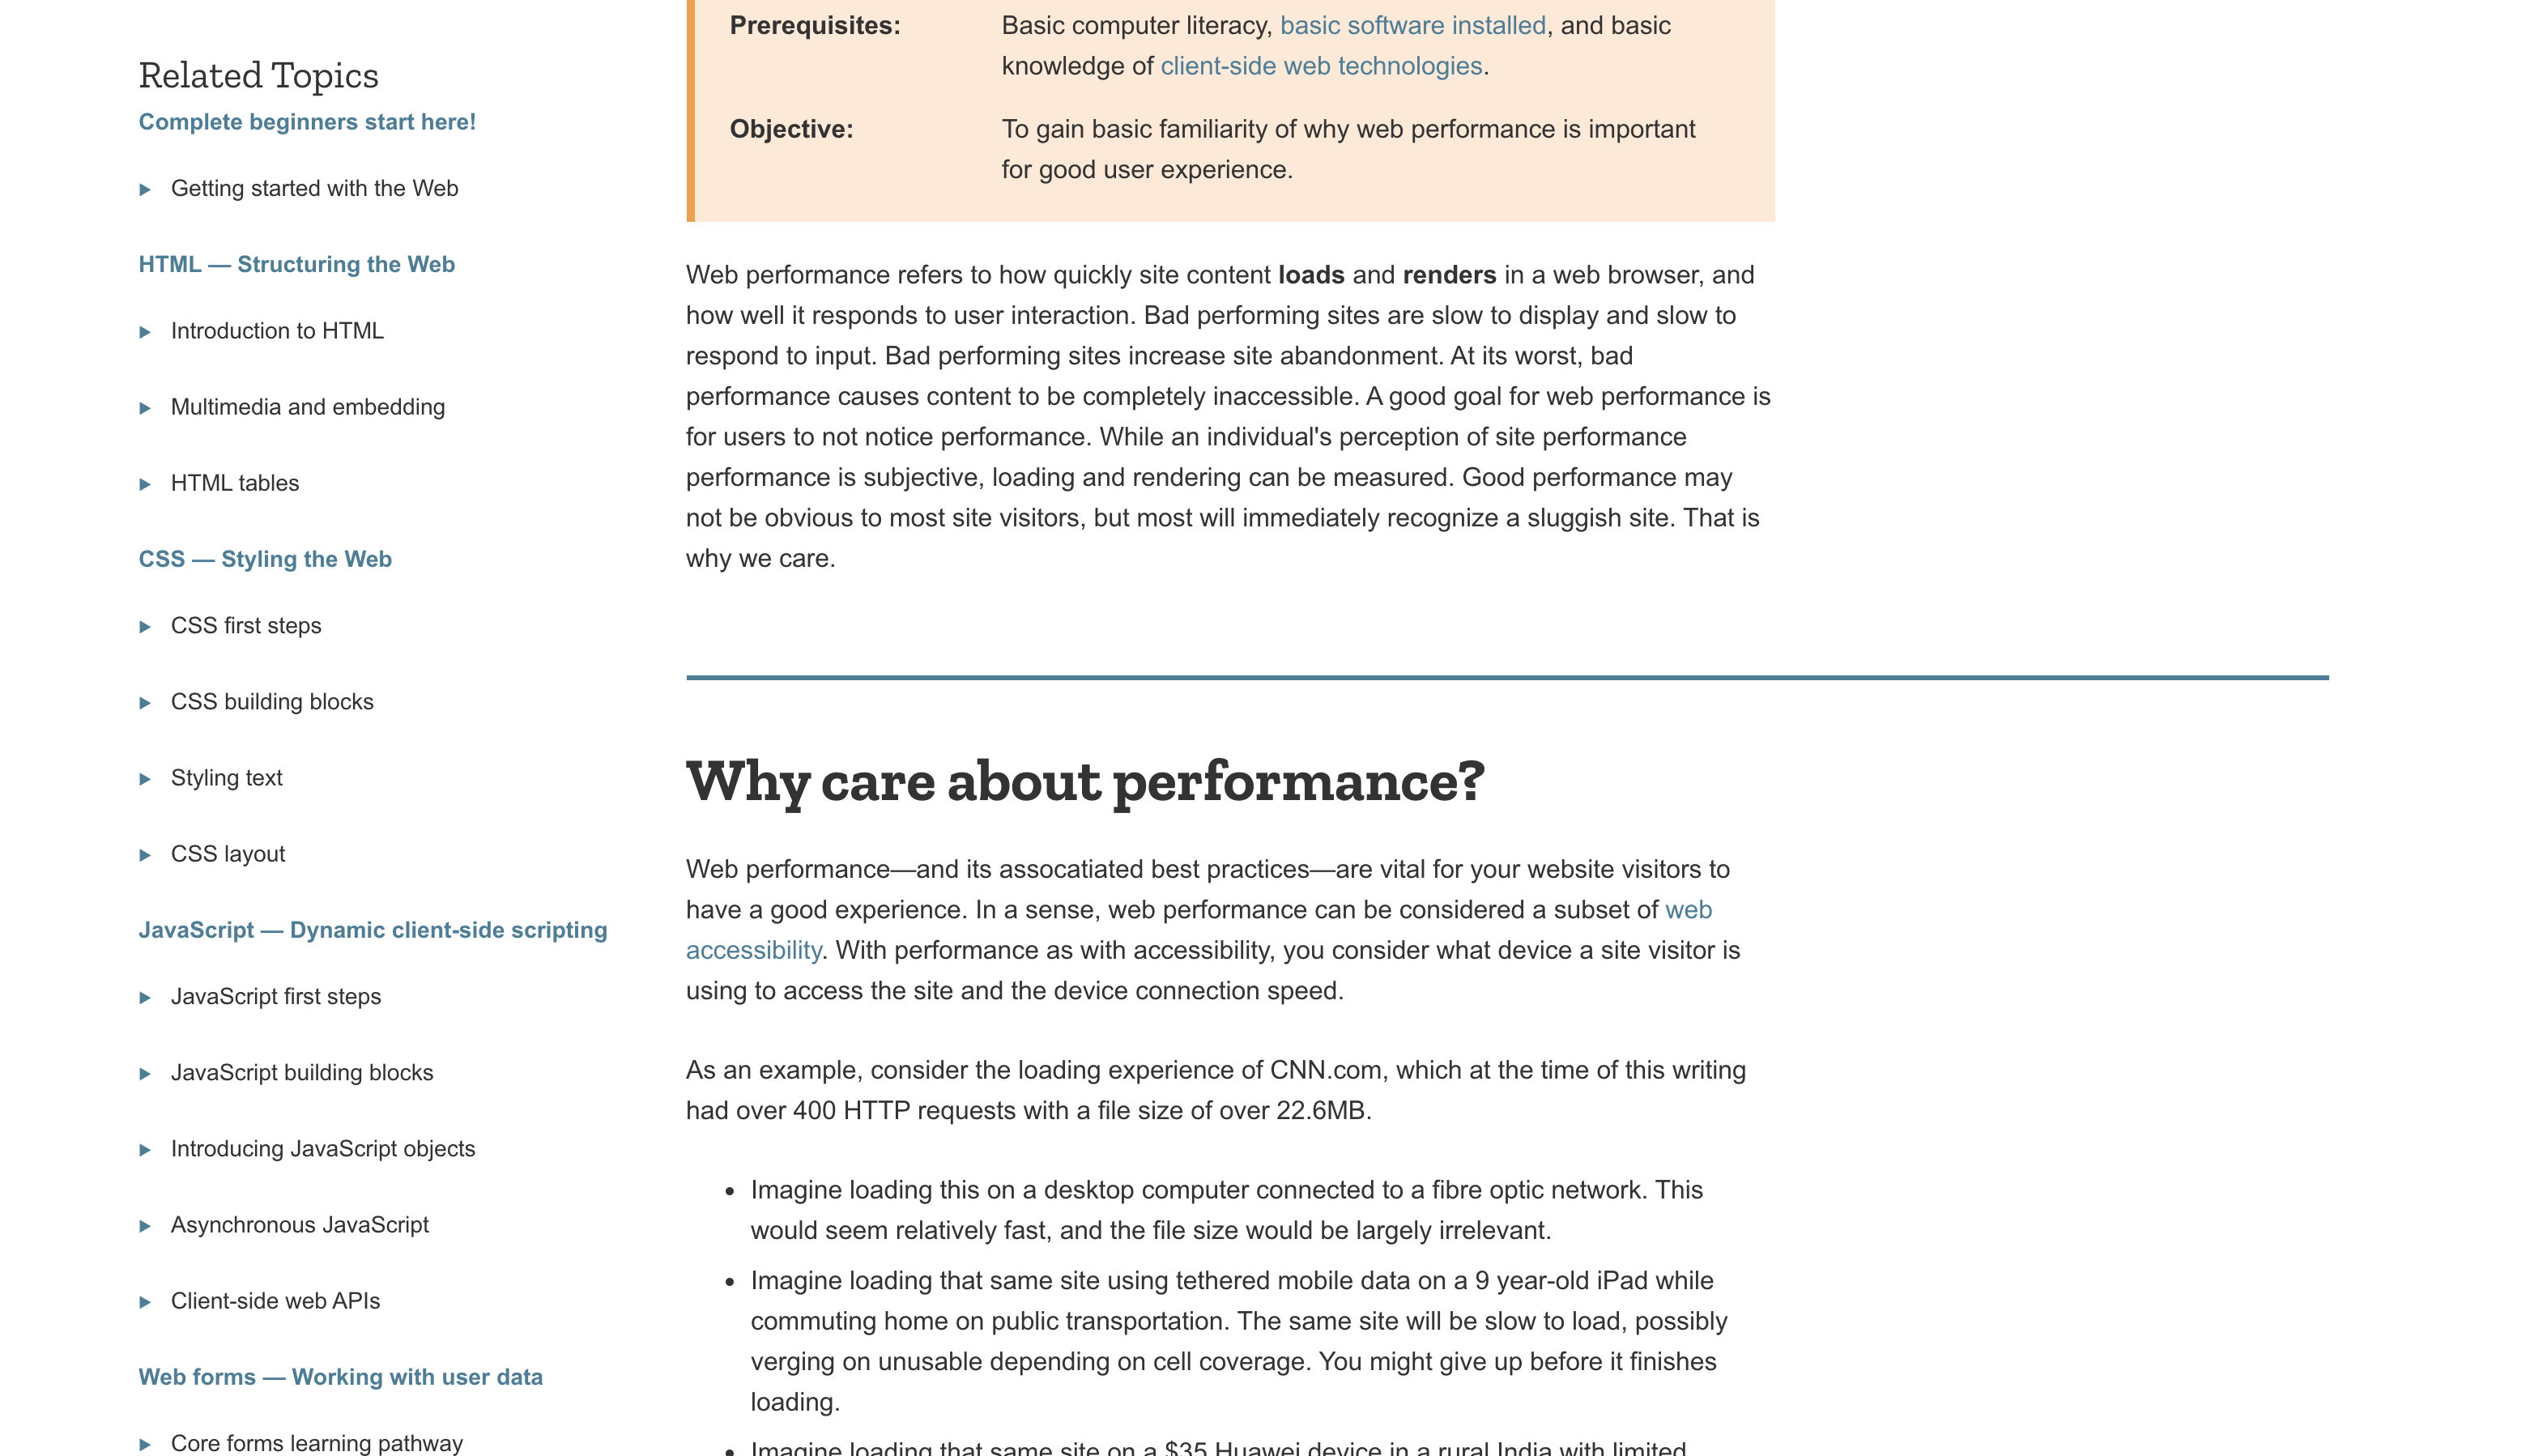 Related Topics
Complete beginners start here!
Getting started with the Web
HTML — Structuring the Web
Introduction to HTML
Multimedia and embedding
HTML tables
CSS — Styling the Web
CSS first steps
CSS building blocks
Styling text
CSS layout
JavaScript — Dynamic client-side scripting
JavaScript first steps
JavaScript building blocks
Introducing JavaScript objects
Asynchronous JavaScript
Client-side web APIs
Web forms — Working with user data
Core forms learning pathway
Prerequisites: Basic computer literacy, basic software installed, and basic
knowledge of client-side web technologies.
Objective: To gain basic familiarity of why web performance is important
for good user experience.
Web performance refers to how quickly site content loads and renders in a web browser, and
how well it responds to user interaction. Bad performing sites are slow to display and slow to
respond to input. Bad performing sites increase site abandonment. At its worst, bad
performance causes content to be completely inaccessible. A good goal for web performance is
for users to not notice performance. While an individual's perception of site performance
performance is subjective, loading and rendering can be measured. Good performance may
not be obvious to most site visitors, but most will immediately recognize a sluggish site. That is
why we care.
Why care about performance?
Web performance—and its assocatiated best practices—are vital for your website visitors to
have a good experience. In a sense, web performance can be considered a subset of web
accessibility. With performance as with accessibility, you consider what device a site visitor is
using to access the site and the device connection speed.
As an example, consider the loading experience of CNN.com, which at the time of this writing
had over 400 HTTP requests with a file size of over 22.6MB.
• Imagine loading this on a desktop computer connected to a fibre optic network. This
would seem relatively fast, and the file size would be largely irrelevant.
• Imagine loading that same site using tethered mobile data on a 9 year-old iPad while
commuting home on public transportation. The same site will be slow to load, possibly
verging on unusable depending on cell coverage. You might give up before it finishes
loading.
• Imagine loading that same site on a $35 Huawei device in a rural India with limited